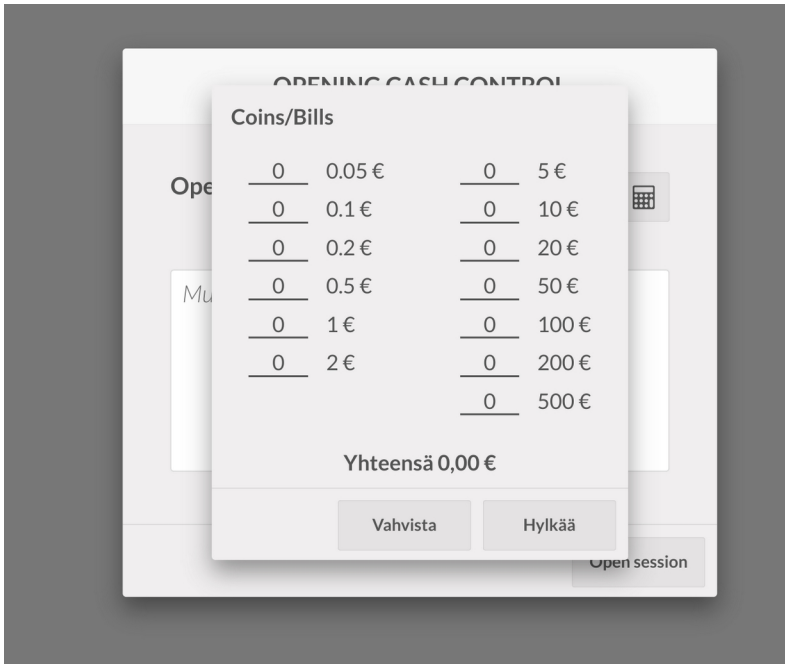 OPENING CASH CONTROL
Coins/Bills
0 0.05 € 0 5 €
Ope
0 0.1 € 0 10 €
0 0.2 € 0 20 €
0 0.5 € 0 50 €
Mu
0 1 € 0 100 €
0 2 € 0 200 €
0 500 €
Yhteensä 0,00 €
Vahvista Hylkää
Open session